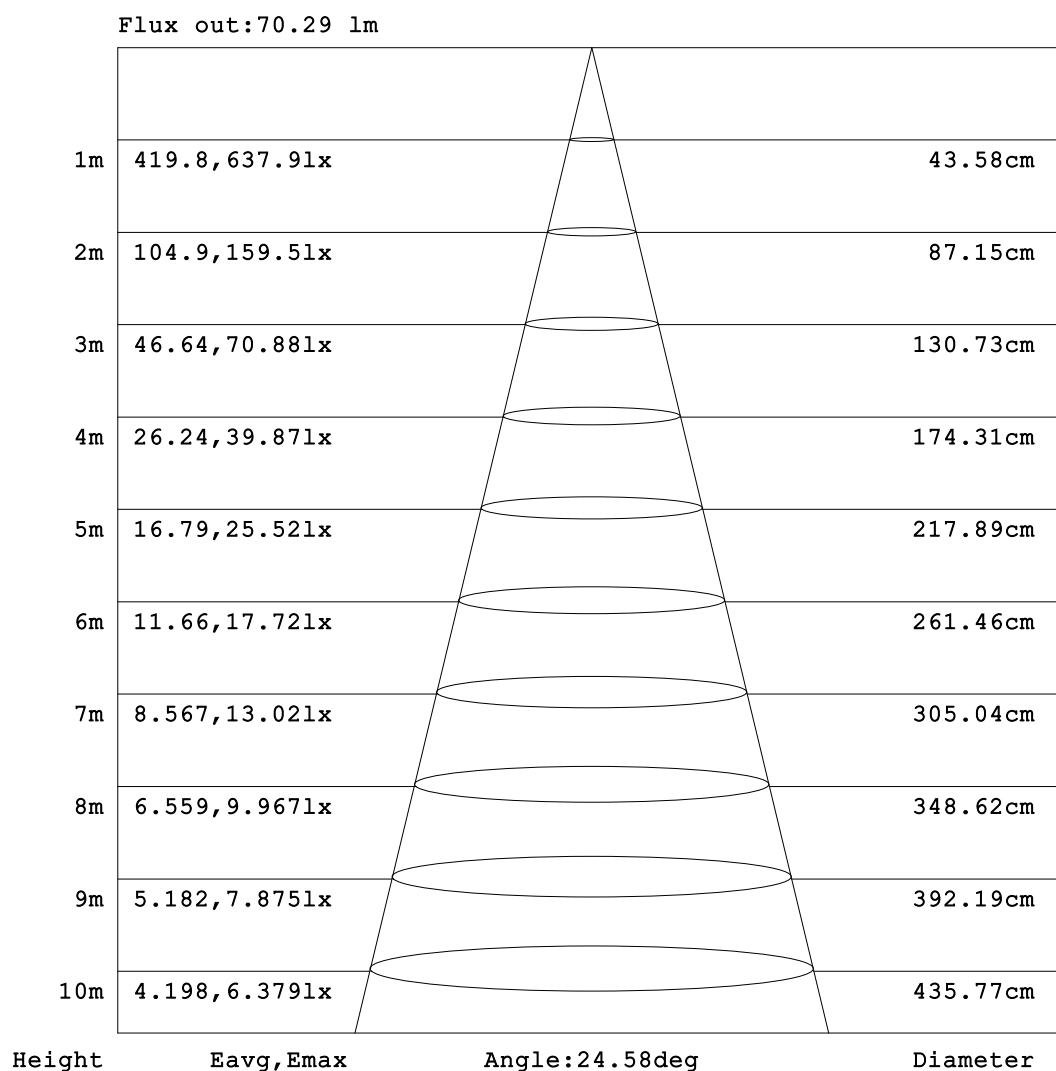 Flux out:70.29 lm
1m 419.8,637.9lx 43.58cm
2m 104.9,159.5lx 87.15cm
3m 46.64,70.88lx 130.73cm
4m 26.24,39.87lx 174.31cm
5m 16.79,25.52lx 217.89cm
6m 11.66,17.72lx 261.46cm
7m 8.567,13.02lx 305.04cm
8m 6.559,9.967lx 348.62cm
9m 5.182,7.875lx 392.19cm
10m 4.198,6.379lx 435.77cm
Height Eavg,Emax Angle:24.58deg Diameter